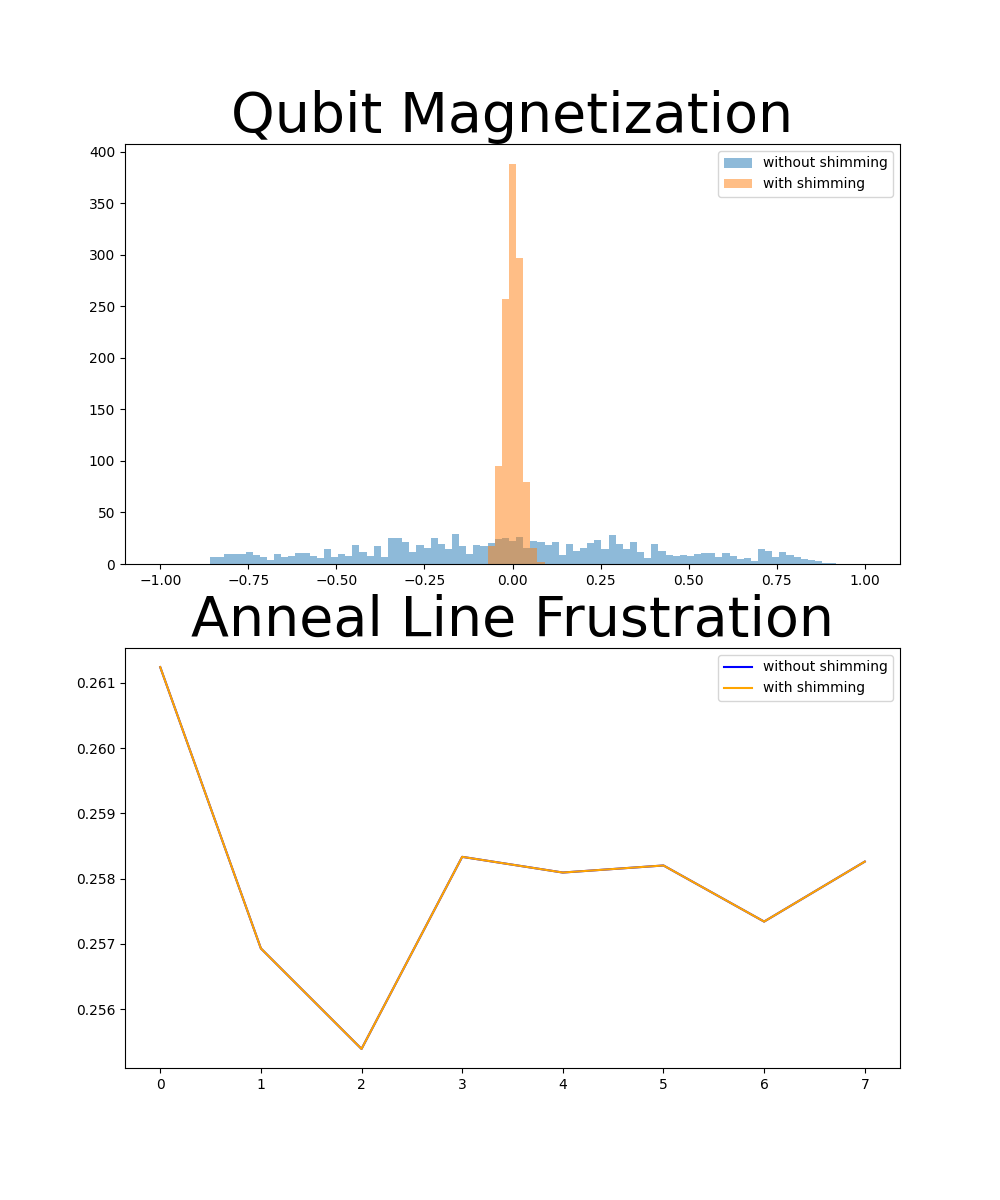 Qubit Magnetization
400
350
300
250
200
150
100
50
0
without shimming
with shimming
−1.00 −0.75 −0.50 −0.25 0.00 0.25 0.50 0.75 1.00
Anneal Line Frustration
0.261
0.260
0.259
0.258
0.257
0.256
without shimming
with shimming
0 1 2 3 4 5 6 7